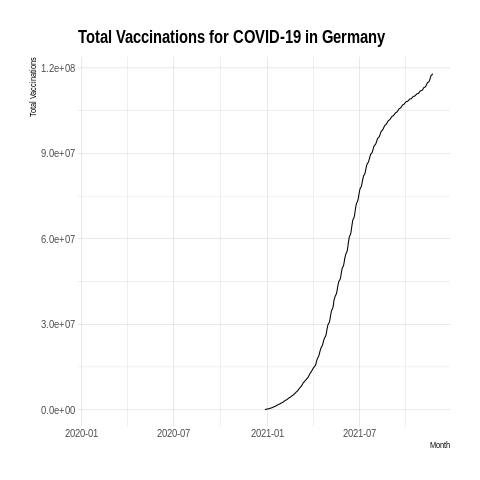 Total Vaccinations for COVID-19 in Germany
Total Vaccinations
1.2e+08
9.0e+07
6.0e+07
3.0e+07
0.0e+00
2020-01
2020-07
2021-01
2021-07
Month